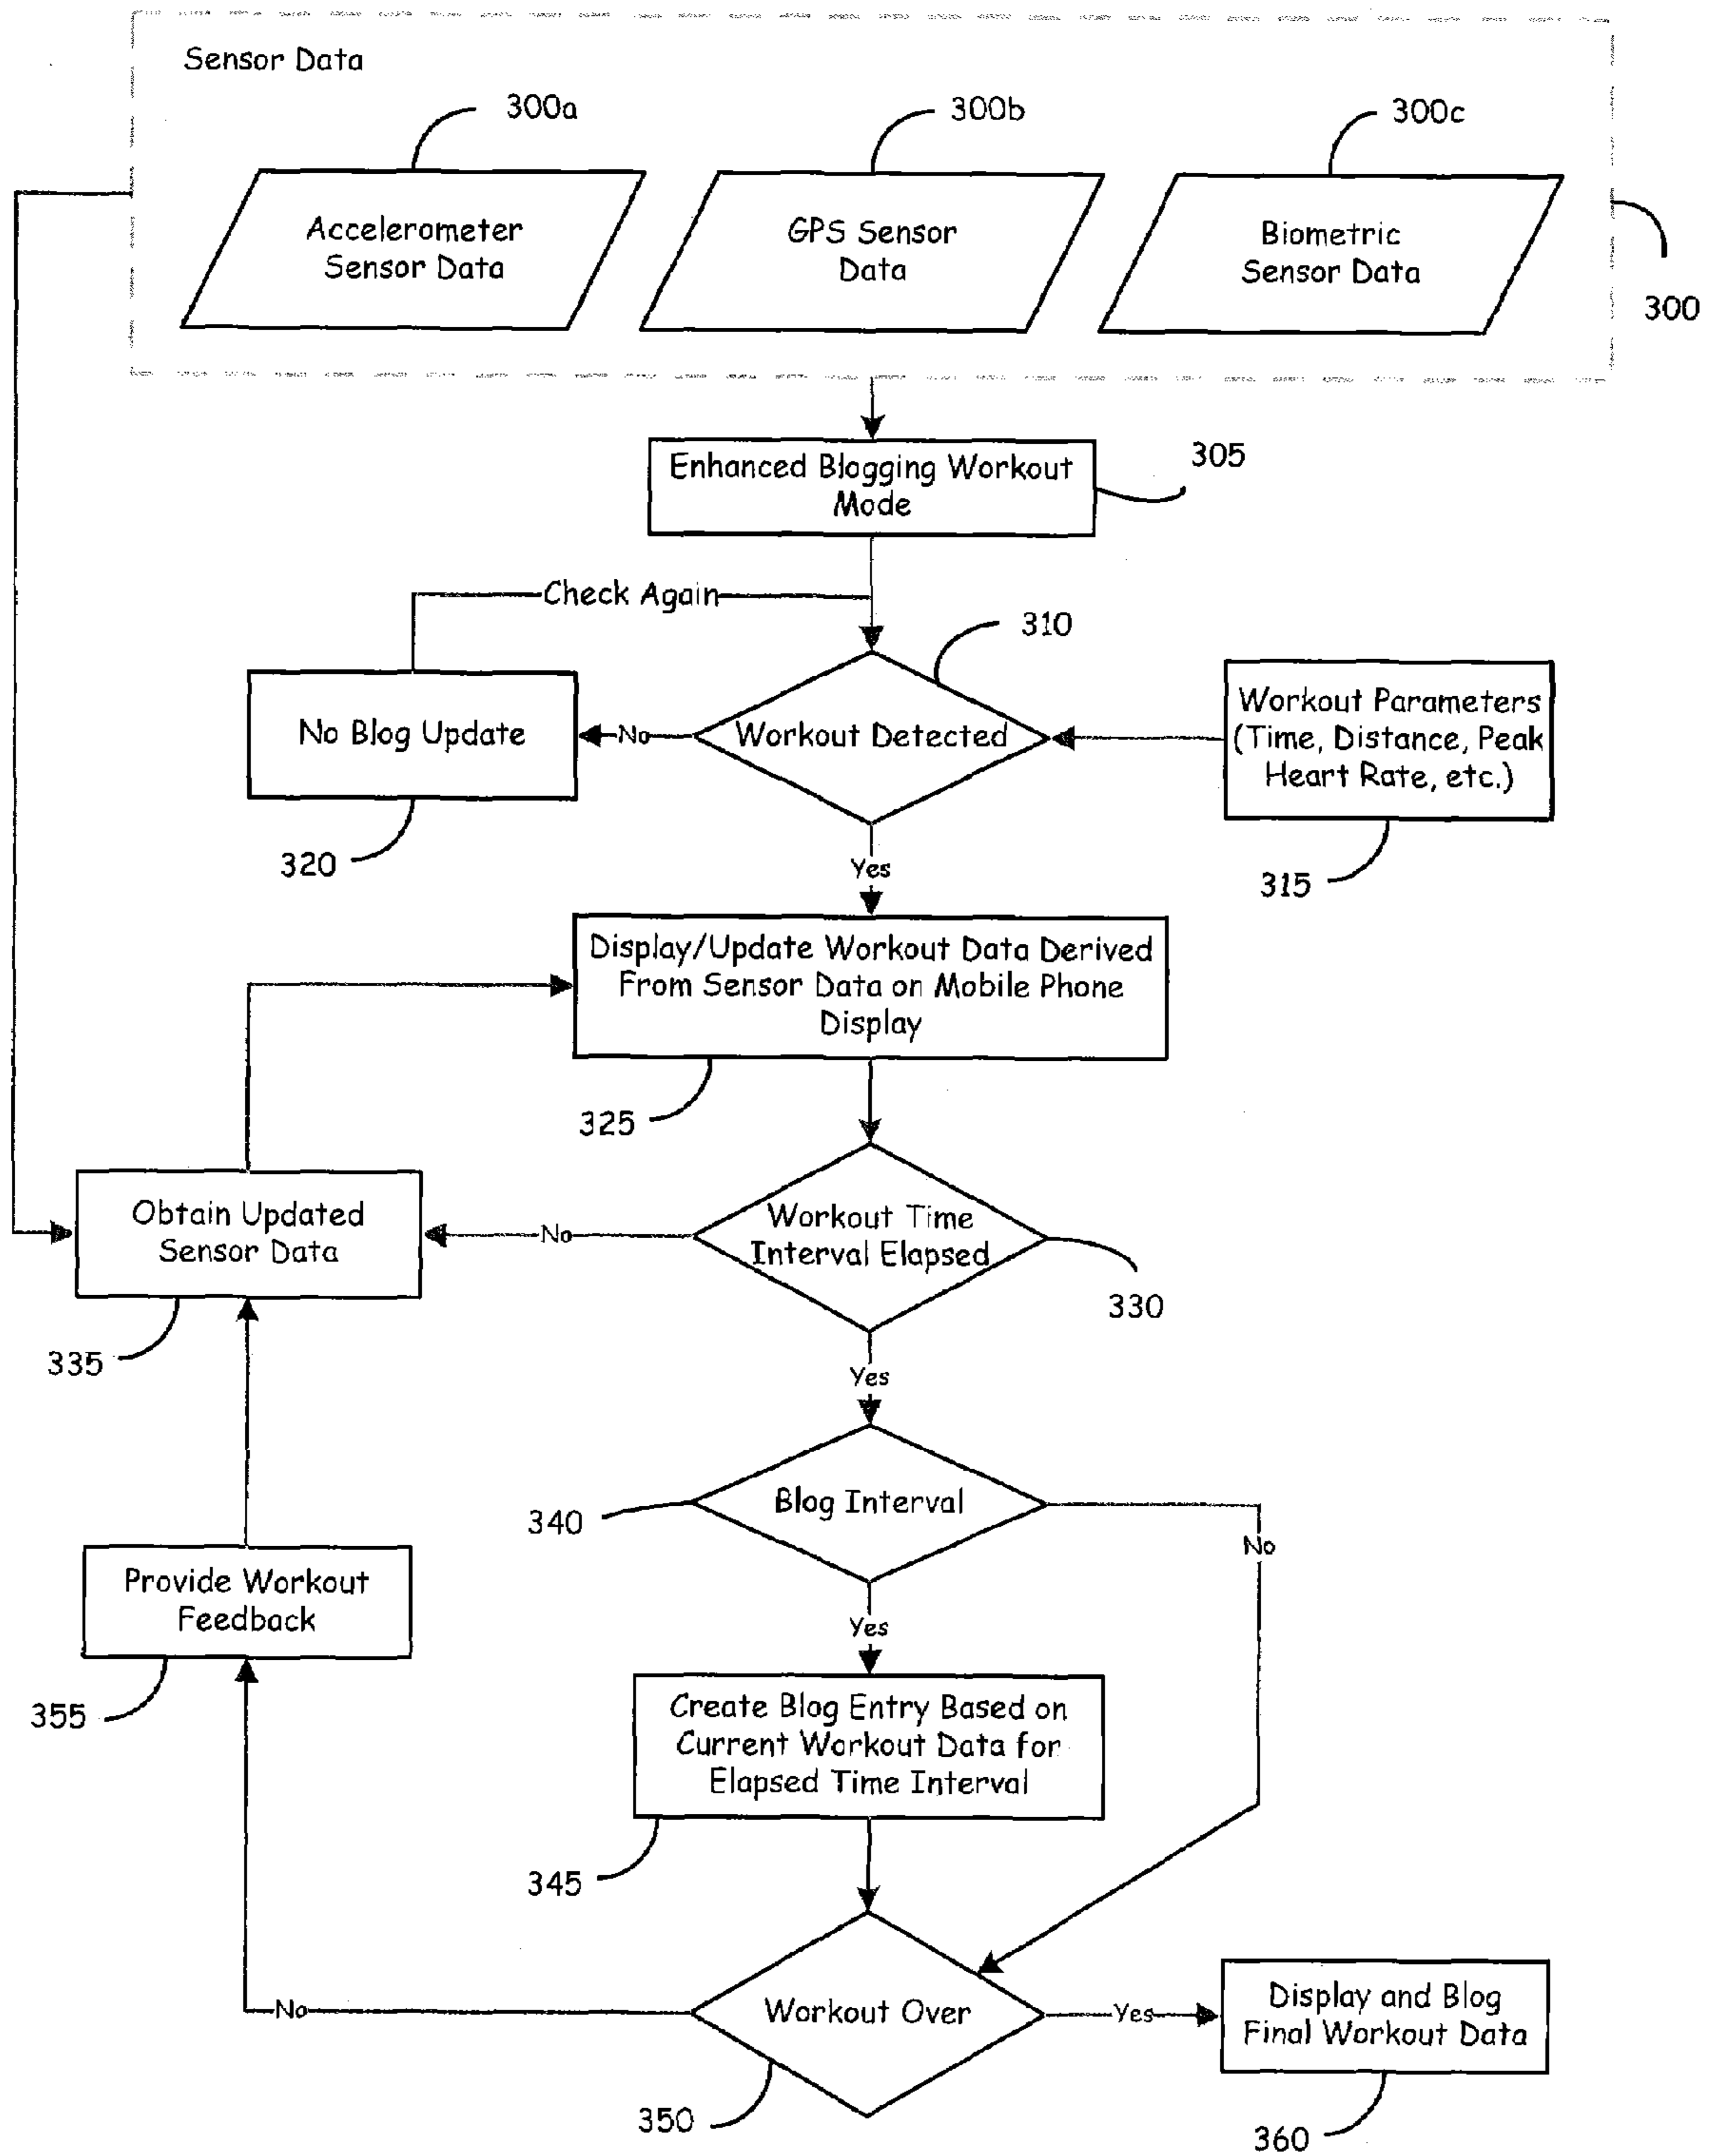 Sensor Data
300a
300b
300c
Accelerometer
Sensor Data
GPS Sensor
Data
Biometric
Sensor Data
300
Enhanced Blogging Workout
Mode
305
Check Again
310
No Blog Update
No
Workout Detected
Workout Parameters
(Time, Distance, Peak
Heart Rate, etc.)
320
315
Yes
Display/Update Workout Data Derived
From Sensor Data on Mobile Phone
Display
325
Obtain Updated
Sensor Data
No
Workout Time
Interval Elapsed
330
335
Yes
Blog Interval
340
No
Provide Workout
Feedback
Yes
355
Create Blog Entry Based on
Current Workout Data for
Elapsed Time Interval
345
No
Workout Over
Yes
Display and Blog
Final Workout Data
350
360